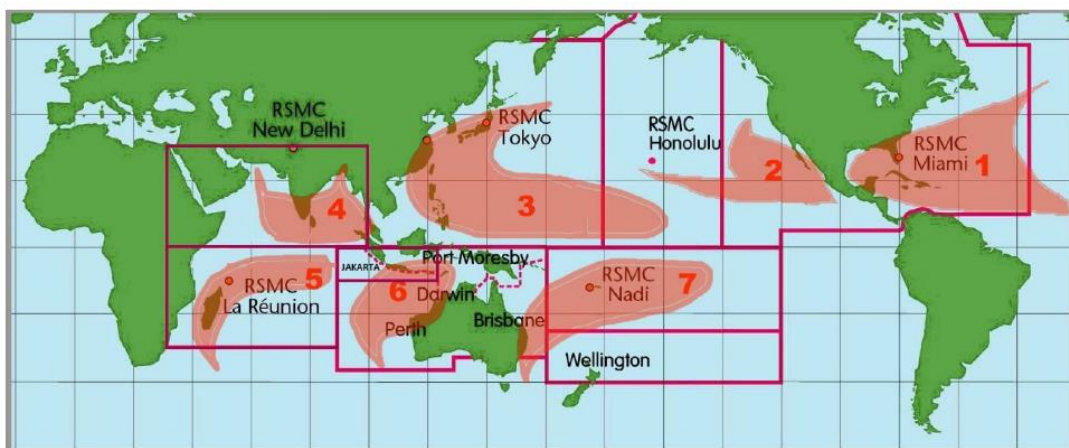 RSMC
New Delhi
RSMC
Tokyo
RSMC
Honolulu
RSMC
Miami
1
2
3
4
5
6
7
RSMC
La Réunion
JAKARTA
Port Moresby
Darwin
Perth
Brisbane
RSMC
Nadi
Wellington